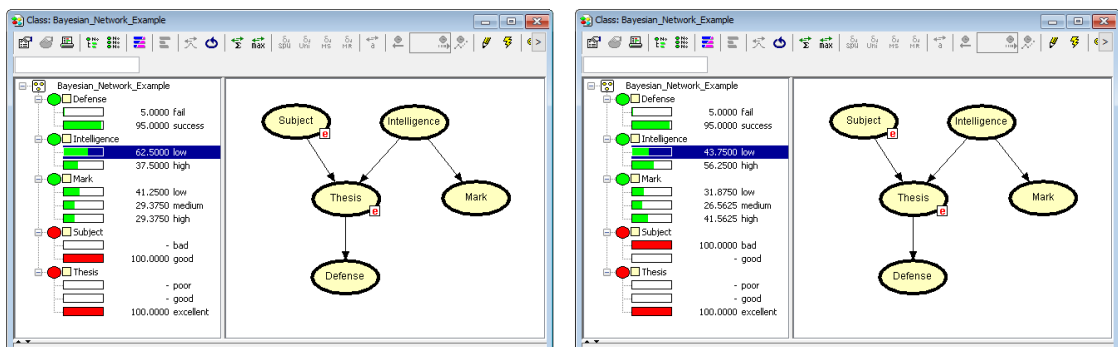 Class: Bayesian_Network_Example
Bayesian_Network_Example
Defense
5.0000 fail
95.0000 success
Intelligence
62.5000 low
37.5000 high
Mark
41.2500 low
29.3750 medium
29.3750 high
Subject
- bad
100.0000 good
Thesis
- poor
- good
100.0000 excellent
Subject
e
Intelligence
Thesis
e
Mark
Defense
Class: Bayesian_Network_Example
Bayesian_Network_Example
Defense
5.0000 fail
95.0000 success
Intelligence
43.7500 low
56.2500 high
Mark
31.8750 low
26.5625 medium
41.5625 high
Subject
100.0000 bad
- good
Thesis
- poor
- good
100.0000 excellent
Subject
e
Intelligence
Thesis
e
Mark
Defense